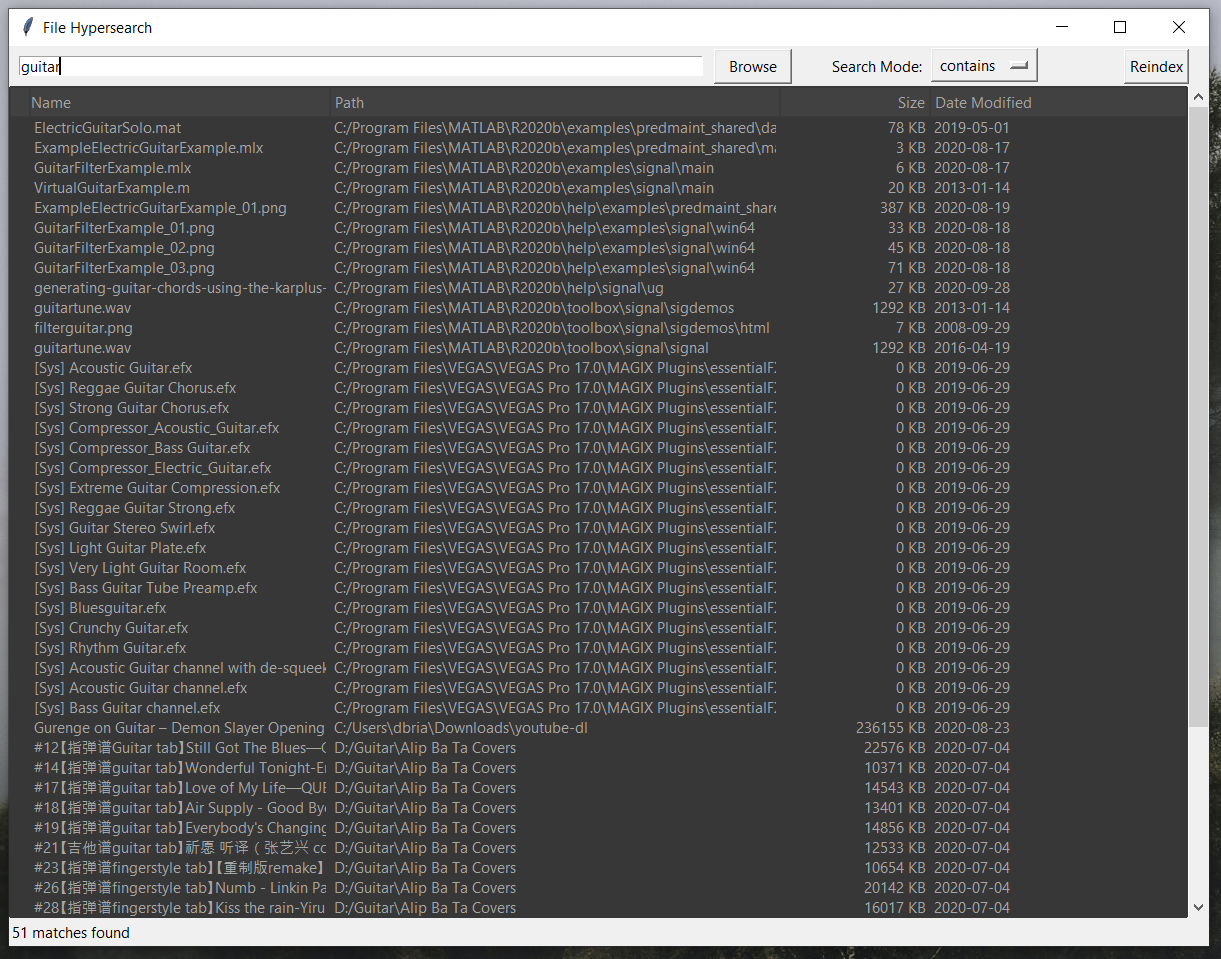 File Hypersearch
guitar Browse Search Mode: contains Reindex
Name Path Size Date Modified
ElectricGuitarSolo.mat C:/Program Files\MATLAB\R2020b\examples\predmaint_shared\da 78 KB 2019-05-01
ExampleElectricGuitarExample.mlx C:/Program Files\MATLAB\R2020b\examples\predmaint_shared\ma 3 KB 2020-08-17
GuitarFilterExample.mlx C:/Program Files\MATLAB\R2020b\examples\signal\main 6 KB 2020-08-17
VirtualGuitarExample.m C:/Program Files\MATLAB\R2020b\examples\signal\main 20 KB 2013-01-14
ExampleElectricGuitarExample_01.png C:/Program Files\MATLAB\R2020b\help\examples\predmaint_share 387 KB 2020-08-19
GuitarFilterExample_01.png C:/Program Files\MATLAB\R2020b\help\examples\signal\win64 33 KB 2020-08-18
GuitarFilterExample_02.png C:/Program Files\MATLAB\R2020b\help\examples\signal\win64 45 KB 2020-08-18
GuitarFilterExample_03.png C:/Program Files\MATLAB\R2020b\help\examples\signal\win64 71 KB 2020-08-18
generating-guitar-chords-using-the-karplus- C:/Program Files\MATLAB\R2020b\help\signal\ug 27 KB 2020-09-28
guitartune.wav C:/Program Files\MATLAB\R2020b\toolbox\signal\sigdemos 1292 KB 2013-01-14
filterguitar.png C:/Program Files\MATLAB\R2020b\toolbox\signal\sigdemos\html 7 KB 2008-09-29
guitartune.wav C:/Program Files\MATLAB\R2020b\toolbox\signal\signal 1292 KB 2016-04-19
[Sys] Acoustic Guitar.efx C:/Program Files\VEGAS\VEGAS Pro 17.0\MAGIX Plugins\essentialF 0 KB 2019-06-29
[Sys] Reggae Guitar Chorus.efx C:/Program Files\VEGAS\VEGAS Pro 17.0\MAGIX Plugins\essentialF 0 KB 2019-06-29
[Sys] Strong Guitar Chorus.efx C:/Program Files\VEGAS\VEGAS Pro 17.0\MAGIX Plugins\essentialF 0 KB 2019-06-29
[Sys] Compressor_Acoustic_Guitar.efx C:/Program Files\VEGAS\VEGAS Pro 17.0\MAGIX Plugins\essentialF 0 KB 2019-06-29
[Sys] Compressor_Bass Guitar.efx C:/Program Files\VEGAS\VEGAS Pro 17.0\MAGIX Plugins\essentialF 0 KB 2019-06-29
[Sys] Compressor_Electric_Guitar.efx C:/Program Files\VEGAS\VEGAS Pro 17.0\MAGIX Plugins\essentialF 0 KB 2019-06-29
[Sys] Extreme Guitar Compression.efx C:/Program Files\VEGAS\VEGAS Pro 17.0\MAGIX Plugins\essentialF 0 KB 2019-06-29
[Sys] Reggae Guitar Strong.efx C:/Program Files\VEGAS\VEGAS Pro 17.0\MAGIX Plugins\essentialF 0 KB 2019-06-29
[Sys] Guitar Stereo Swirl.efx C:/Program Files\VEGAS\VEGAS Pro 17.0\MAGIX Plugins\essentialF 0 KB 2019-06-29
[Sys] Light Guitar Plate.efx C:/Program Files\VEGAS\VEGAS Pro 17.0\MAGIX Plugins\essentialF 0 KB 2019-06-29
[Sys] Very Light Guitar Room.efx C:/Program Files\VEGAS\VEGAS Pro 17.0\MAGIX Plugins\essentialF 0 KB 2019-06-29
[Sys] Bass Guitar Tube Preamp.efx C:/Program Files\VEGAS\VEGAS Pro 17.0\MAGIX Plugins\essentialF 0 KB 2019-06-29
[Sys] Bluesguitar.efx C:/Program Files\VEGAS\VEGAS Pro 17.0\MAGIX Plugins\essentialF 0 KB 2019-06-29
[Sys] Crunchy Guitar.efx C:/Program Files\VEGAS\VEGAS Pro 17.0\MAGIX Plugins\essentialF 0 KB 2019-06-29
[Sys] Rhythm Guitar.efx C:/Program Files\VEGAS\VEGAS Pro 17.0\MAGIX Plugins\essentialF 0 KB 2019-06-29
[Sys] Acoustic Guitar channel with de-squeek C:/Program Files\VEGAS\VEGAS Pro 17.0\MAGIX Plugins\essentialF 0 KB 2019-06-29
[Sys] Acoustic Guitar channel.efx C:/Program Files\VEGAS\VEGAS Pro 17.0\MAGIX Plugins\essentialF 0 KB 2019-06-29
[Sys] Bass Guitar channel.efx C:/Program Files\VEGAS\VEGAS Pro 17.0\MAGIX Plugins\essentialF 0 KB 2019-06-29
Gurenge on Guitar – Demon Slayer Opening C:/Users\dbria\Downloads\youtube-dl 236155 KB 2020-08-23
#12【指弹谱Guitar tab】Still Got The Blues—G D:/Guitar\Alip Ba Ta Covers 22576 KB 2020-07-04
#14【指弹谱guitar tab】Wonderful Tonight-Er D:/Guitar\Alip Ba Ta Covers 10371 KB 2020-07-04
#17【指弹谱guitar tab】Love of My Life—QUE D:/Guitar\Alip Ba Ta Covers 14543 KB 2020-07-04
#18【指弹谱guitar tab】Air Supply - Good Bye D:/Guitar\Alip Ba Ta Covers 13401 KB 2020-07-04
#19【指弹谱guitar tab】Everybody's Changing D:/Guitar\Alip Ba Ta Covers 14856 KB 2020-07-04
#21【吉他谱guitar tab】祈愿 听译（张艺兴 co D:/Guitar\Alip Ba Ta Covers 12533 KB 2020-07-04
#23【指弹谱fingerstyle tab】【重制版remake】 D:/Guitar\Alip Ba Ta Covers 10654 KB 2020-07-04
#26【指弹谱fingerstyle tab】Numb - Linkin Pa D:/Guitar\Alip Ba Ta Covers 20142 KB 2020-07-04
#28【指弹谱fingerstyle tab】Kiss the rain-Yiru D:/Guitar\Alip Ba Ta Covers 16017 KB 2020-07-04
51 matches found